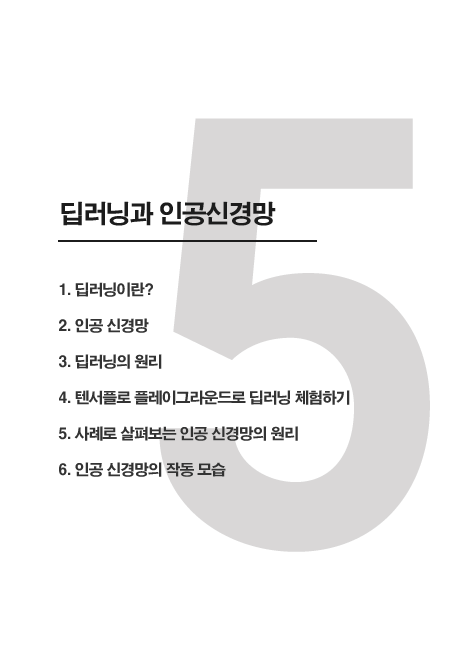 5
딥러닝과 인공신경망
1. 딥러닝이란?
2. 인공 신경망
3. 딥러닝의 원리
4. 텐서플로 플레이그라운드로 딥러닝 체험하기
5. 사례로 살펴보는 인공 신경망의 원리
6. 인공 신경망의 작동 모습